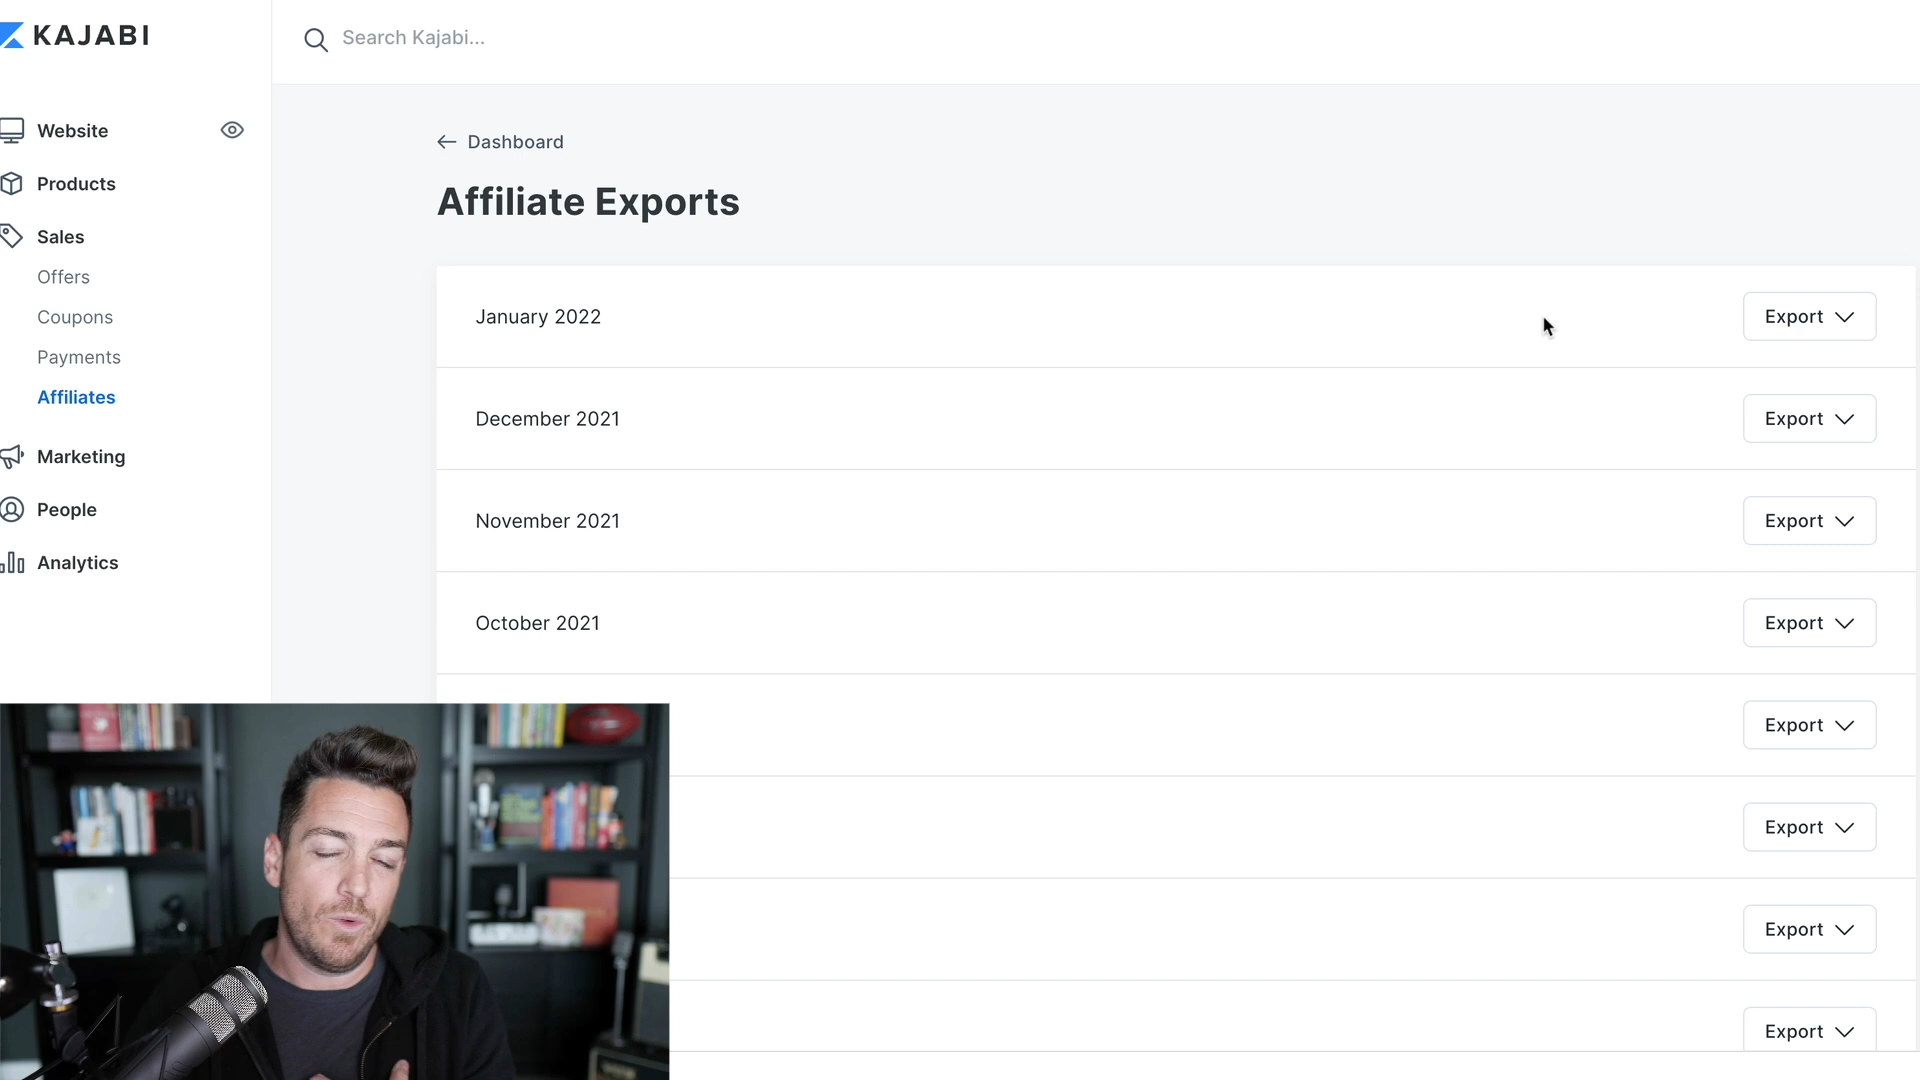 KAJABI
Search Kajabi...
Website
Products
Sales
Offers
Coupons
Payments
Affiliates
Marketing
People
Analytics
Dashboard
Affiliate Exports
January 2022
Export
December 2021
Export
November 2021
Export
October 2021
Export
Export
Export
Export
Export